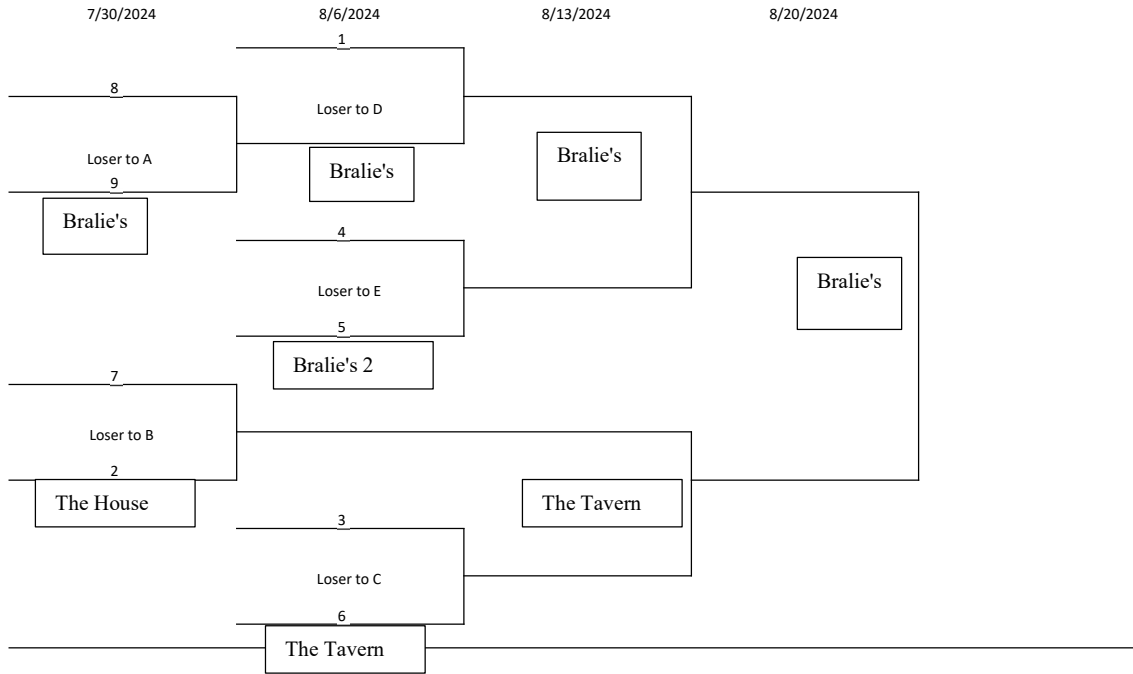 7/30/2024 8/6/2024 8/13/2024 8/20/2024
1
8
Loser to D
Bralie's
Loser to A
Bralie's
9
Bralie's
4
Bralie's
Loser to E
5
Bralie's 2
7
Loser to B
2
The House
The Tavern
3
Loser to C
6
The Tavern